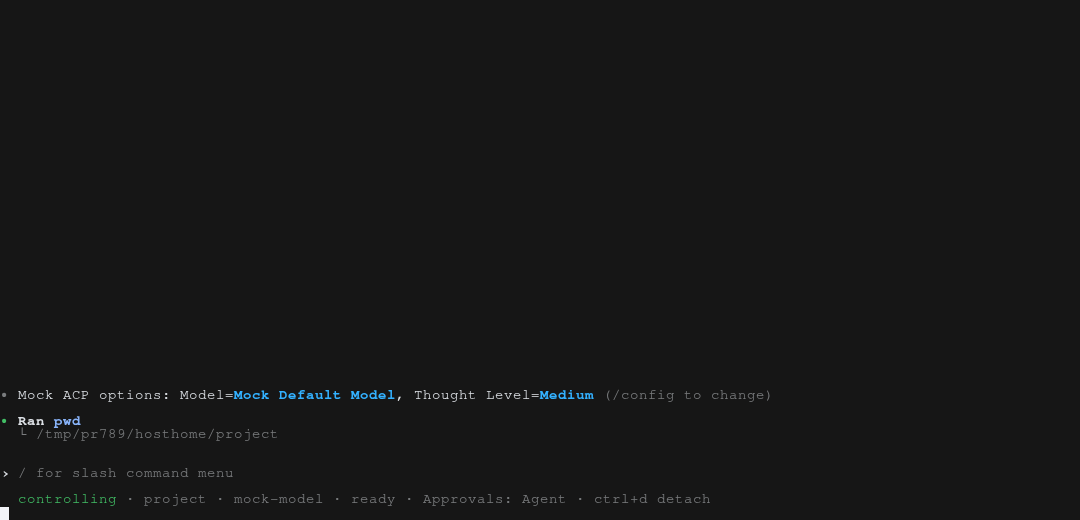 • Mock ACP options: Model=Mock Default Model, Thought Level=Medium (/config to change)
• Ran pwd
└ /tmp/pr789/hosthome/project
› / for slash command menu
controlling · project · mock-model · ready · Approvals: Agent · ctrl+d detach